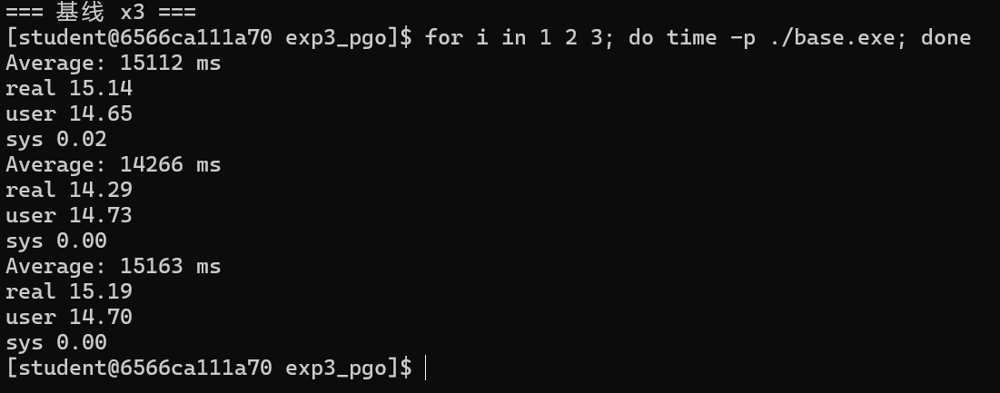 === 基线 x3 ===
[student@6566ca111a70 exp3_pgo]$ for i in 1 2 3; do time -p ./base.exe; done
Average: 15112 ms
real 15.14
user 14.65
sys 0.02
Average: 14266 ms
real 14.29
user 14.73
sys 0.00
Average: 15163 ms
real 15.19
user 14.70
sys 0.00
[student@6566ca111a70 exp3_pgo]$